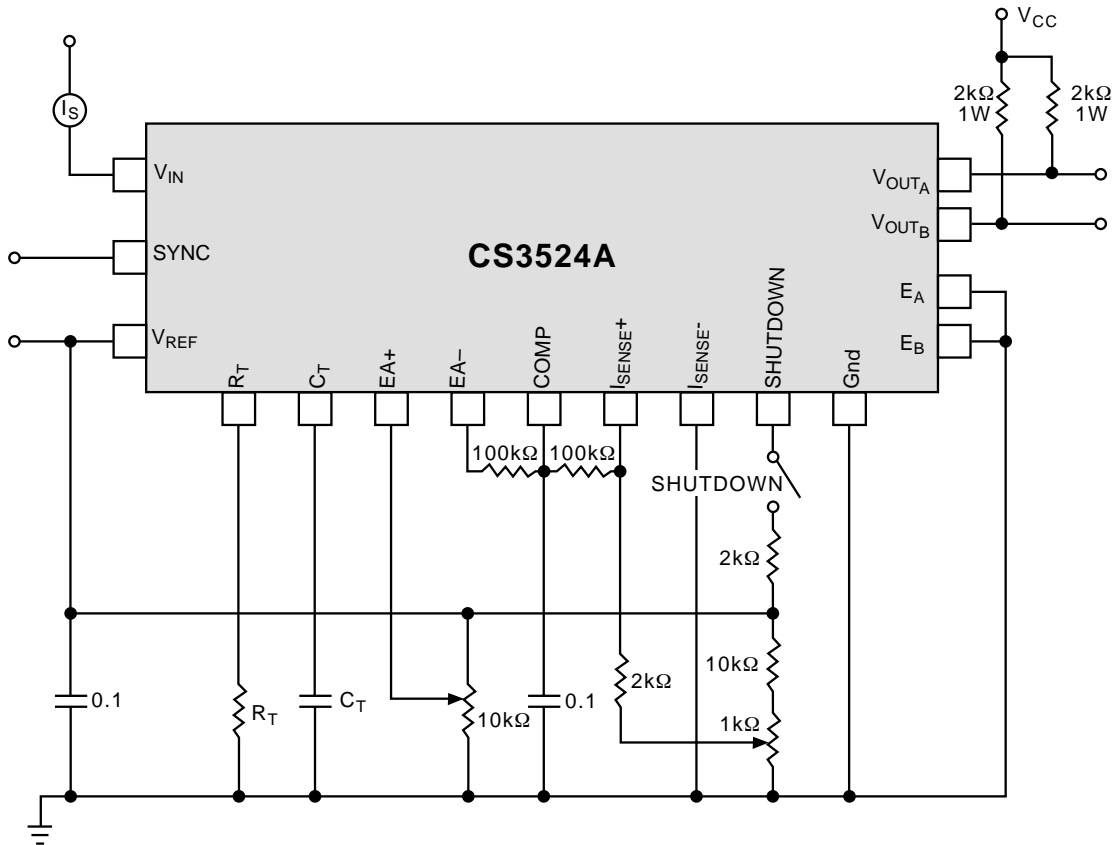 V_CC
I_S
2kΩ
1W
2kΩ
1W
V_IN
V_OUT_A
SYNC
V_OUT_B
CS3524A
E_A
V_REF
E_B
R_T
C_T
EA+
EA–
COMP
I_SENSE+
I_SENSE-
SHUTDOWN
Gnd
100kΩ
100kΩ
SHUTDOWN
2kΩ
0.1
R_T
C_T
10kΩ
0.1
2kΩ
10kΩ
1kΩ